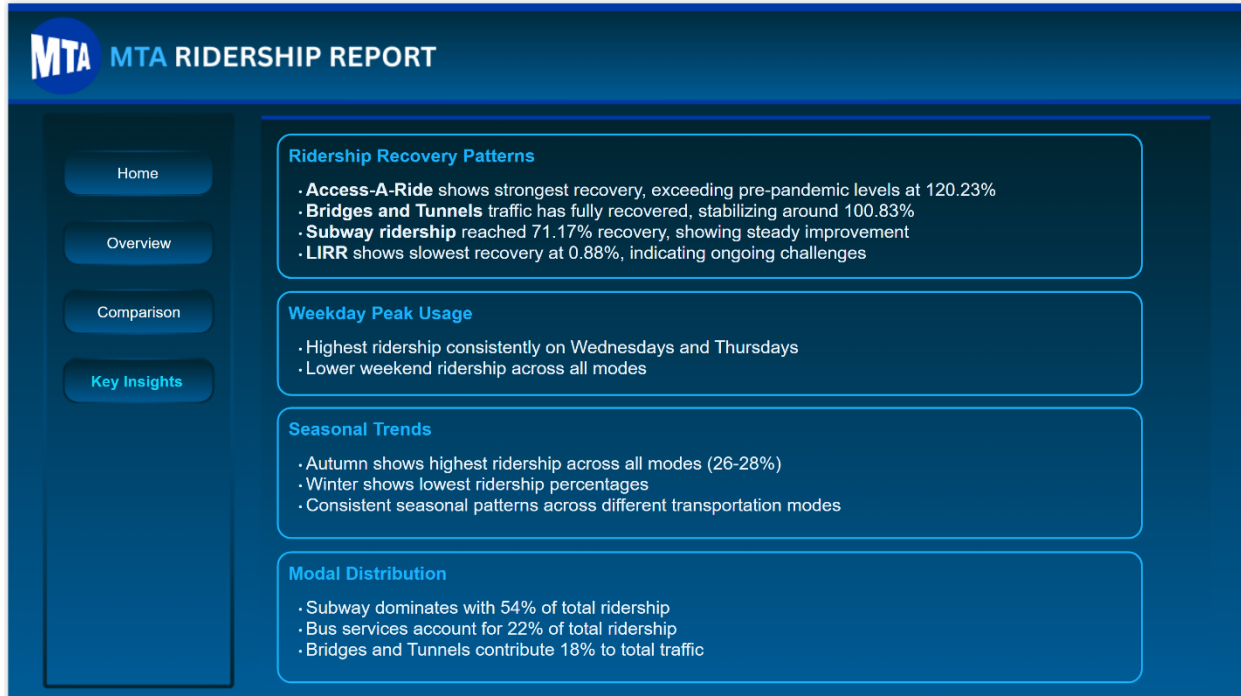 MTA MTA RIDERSHIP REPORT
Home
Overview
Comparison
Key Insights
Ridership Recovery Patterns
· Access-A-Ride shows strongest recovery, exceeding pre-pandemic levels at 120.23%
· Bridges and Tunnels traffic has fully recovered, stabilizing around 100.83%
· Subway ridership reached 71.17% recovery, showing steady improvement
· LIRR shows slowest recovery at 0.88%, indicating ongoing challenges
Weekday Peak Usage
· Highest ridership consistently on Wednesdays and Thursdays
· Lower weekend ridership across all modes
Seasonal Trends
· Autumn shows highest ridership across all modes (26-28%)
· Winter shows lowest ridership percentages
· Consistent seasonal patterns across different transportation modes
Modal Distribution
· Subway dominates with 54% of total ridership
· Bus services account for 22% of total ridership
· Bridges and Tunnels contribute 18% to total traffic